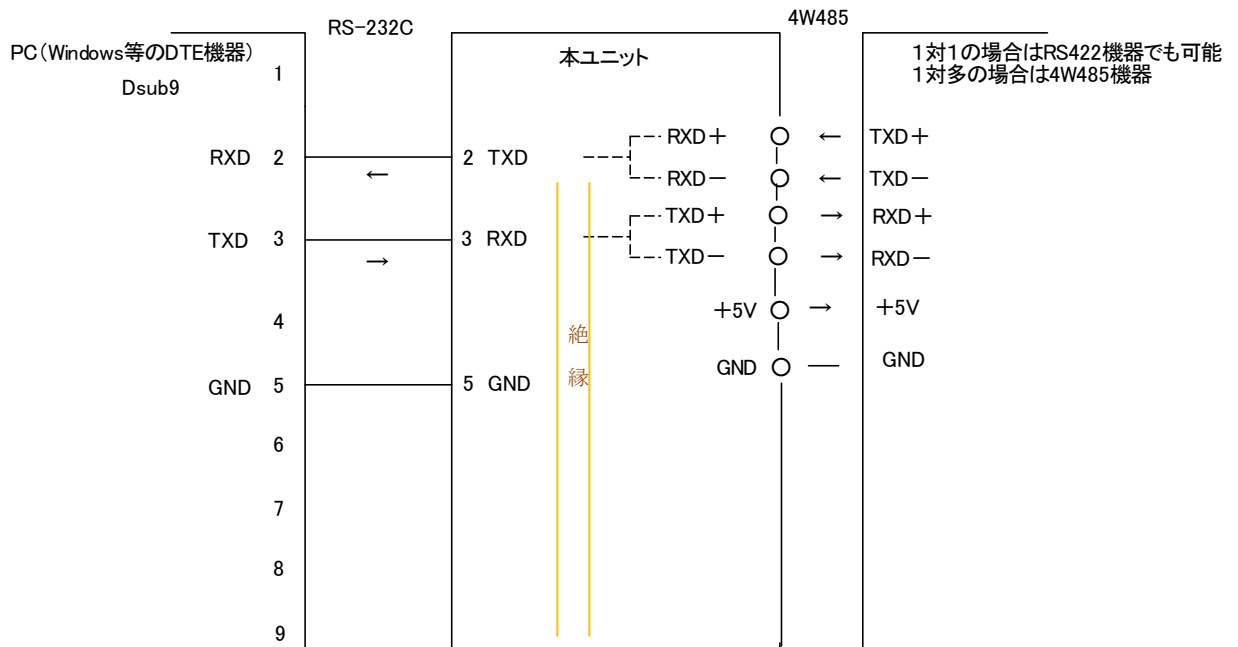 RS-232C
4W485
PC(Windows等のDTE機器)
Dsub9
本ユニット
1対1の場合はRS422機器でも可能
1対多の場合は4W485機器
1
RXD 2
2 TXD
RXD+ ← TXD+
RXD- ← TXD-
←
TXD 3
3 RXD
TXD+ → RXD+
TXD- → RXD-
→
4
+5V → +5V
絶
縁
GND GND
GND 5
5 GND
6
7
8
9